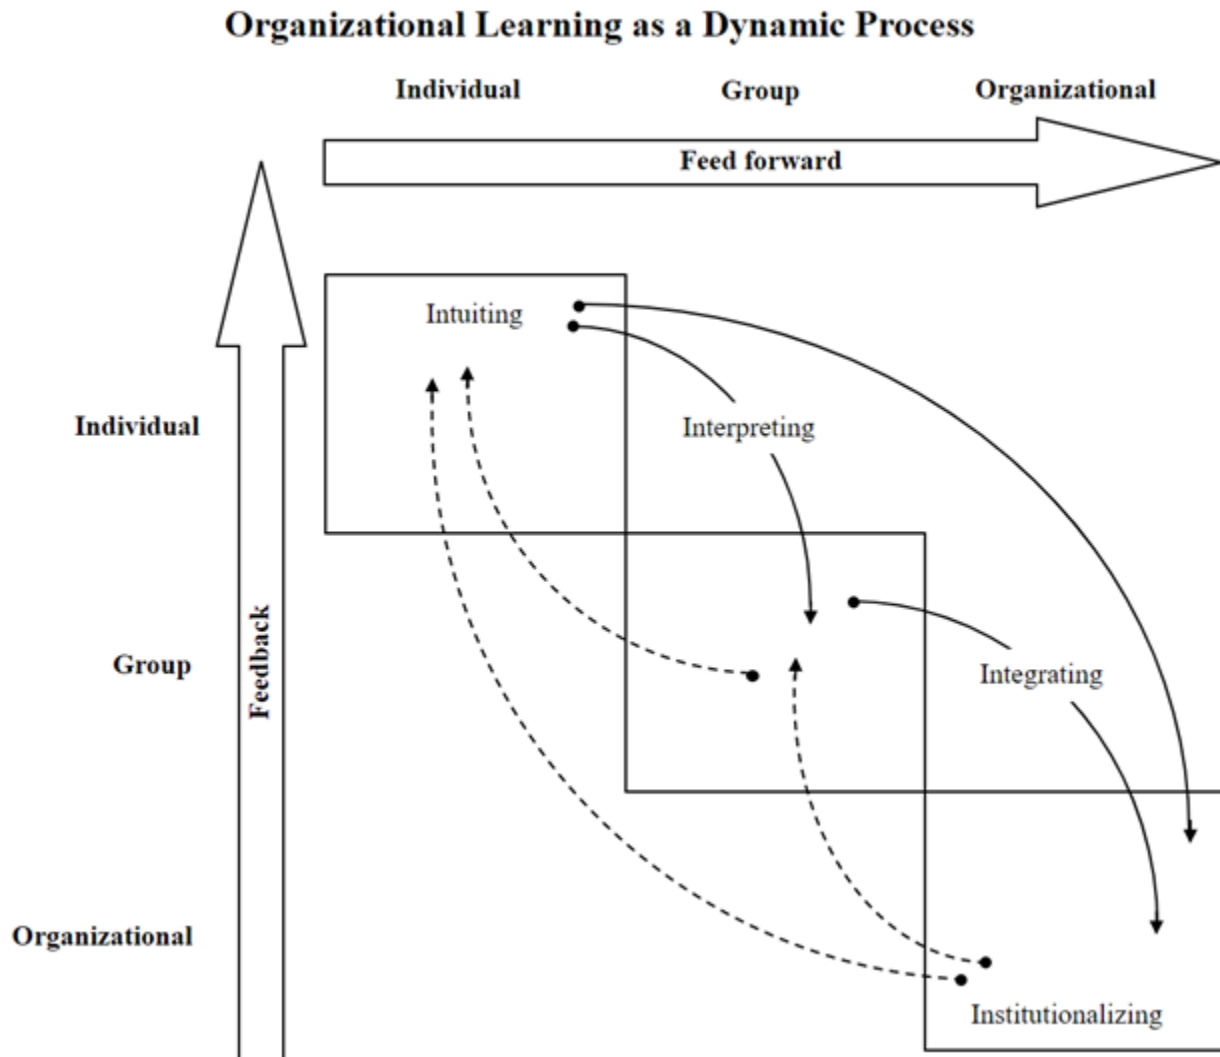 Organizational Learning as a Dynamic Process
Individual
Group
Organizational
Feed forward
Intuiting
Individual
Interpreting
Feedback
Group
Integrating
Organizational
Institutionalizing